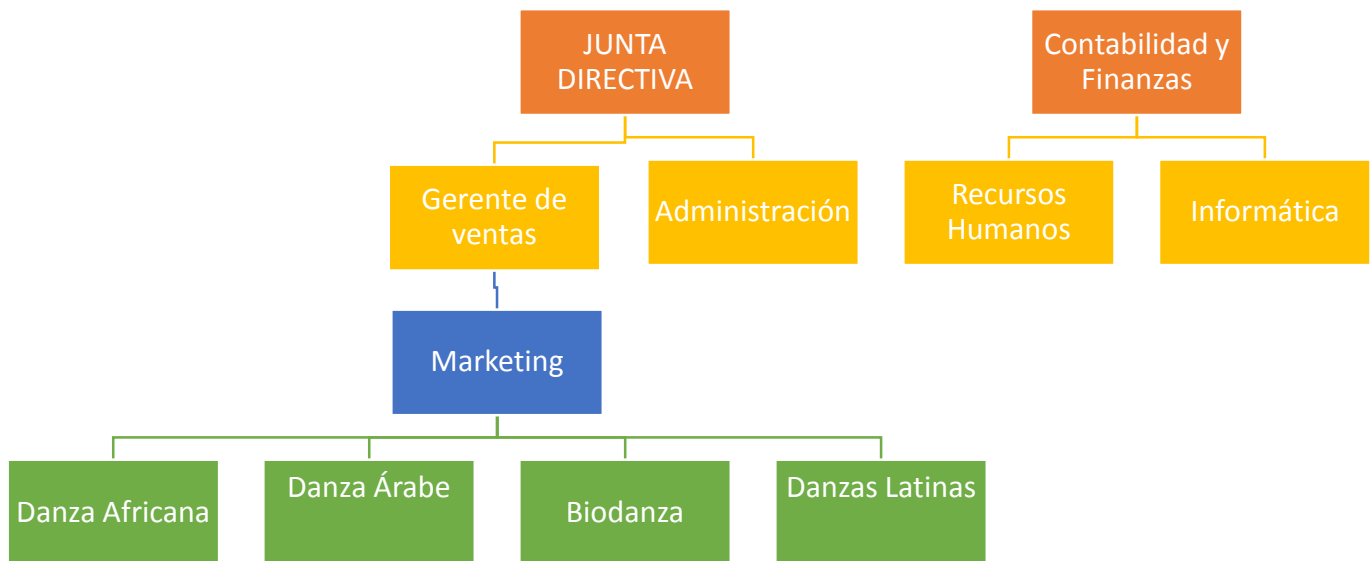 JUNTA
DIRECTIVA
Contabilidad y
Finanzas
Gerente de
ventas
Administración
Recursos
Humanos
Informática
Marketing
Danza Africana
Danza Árabe
Biodanza
Danzas Latinas